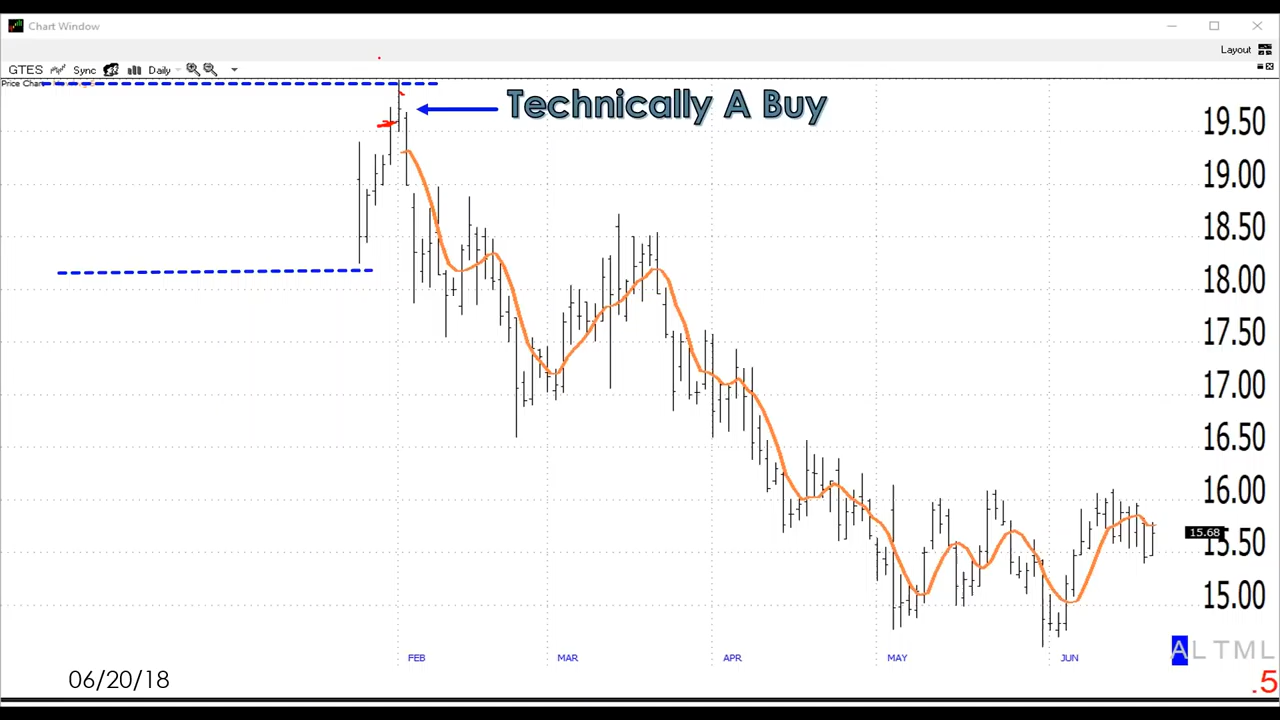 Chart Window
Layout
GTES Sync Daily
Price Chart
Technically A Buy
19.50
19.00
18.50
18.00
17.50
17.00
16.50
16.00
15.68
15.50
15.00
ALTML
FEB MAR APR MAY JUN
06/20/18
.5